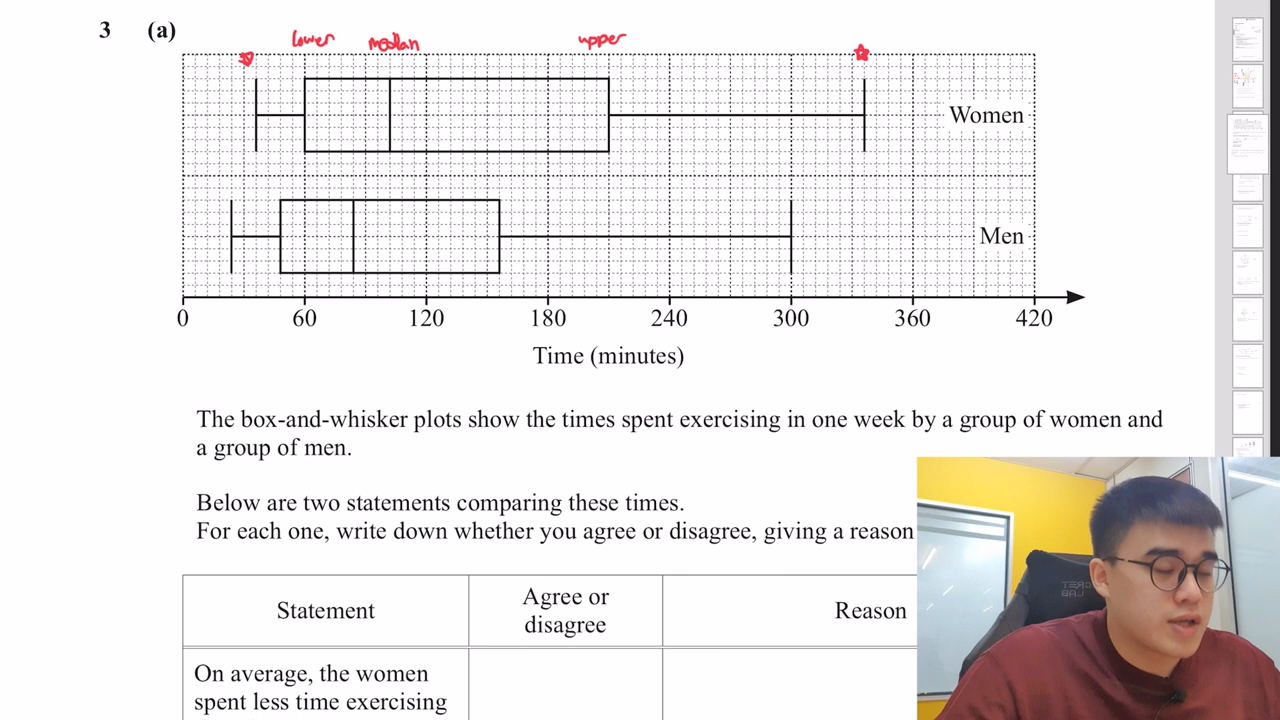 3 (a)
lower median upper
Women
Men
0 60 120 180 240 300 360 420
Time (minutes)
The box-and-whisker plots show the times spent exercising in one week by a group of women and
a group of men.
Below are two statements comparing these times.
For each one, write down whether you agree or disagree, giving a reason
Statement
Agree or
disagree
Reason
On average, the women
spent less time exercising